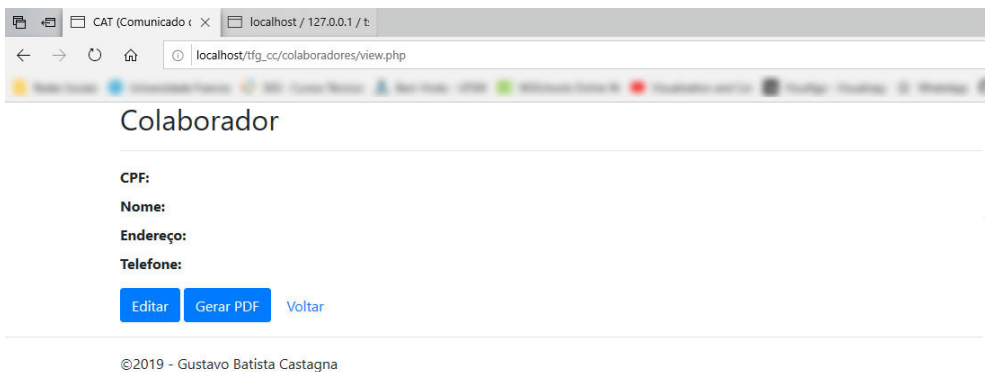 CAT (Comunicado c
localhost / 127.0.0.1 / t
localhost/tfg_cc/colaboradores/view.php
Colaborador
CPF:
Nome:
Endereço:
Telefone:
Editar Gerar PDF Voltar
©2019 - Gustavo Batista Castagna